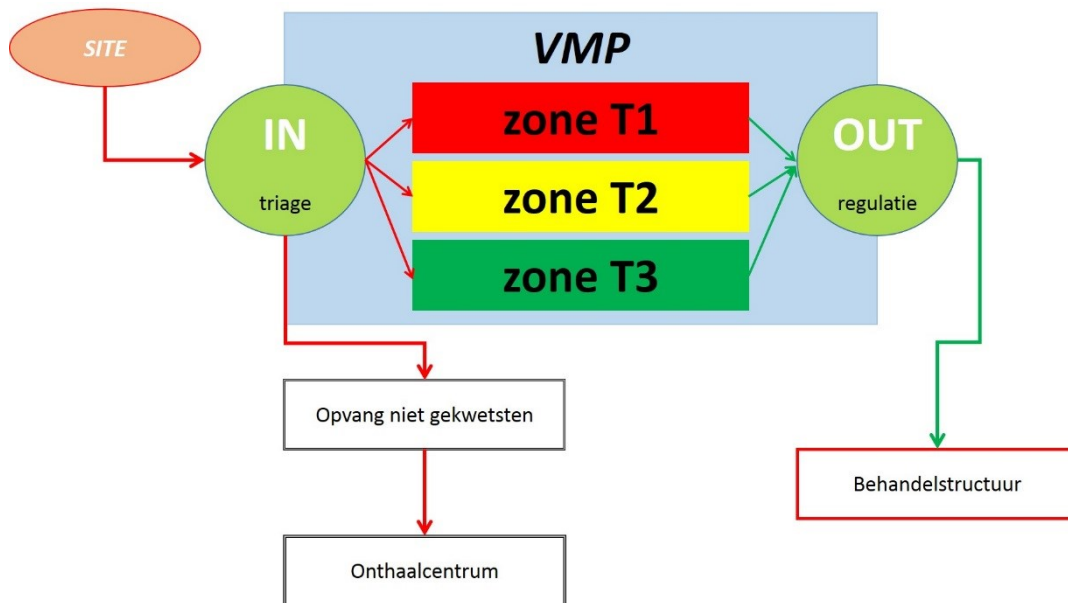 SITE
VMP
IN
triage
zone T1
zone T2
zone T3
OUT
regulatie
Opvang niet gekwetsten
Behandelstructuur
Onthaalcentrum